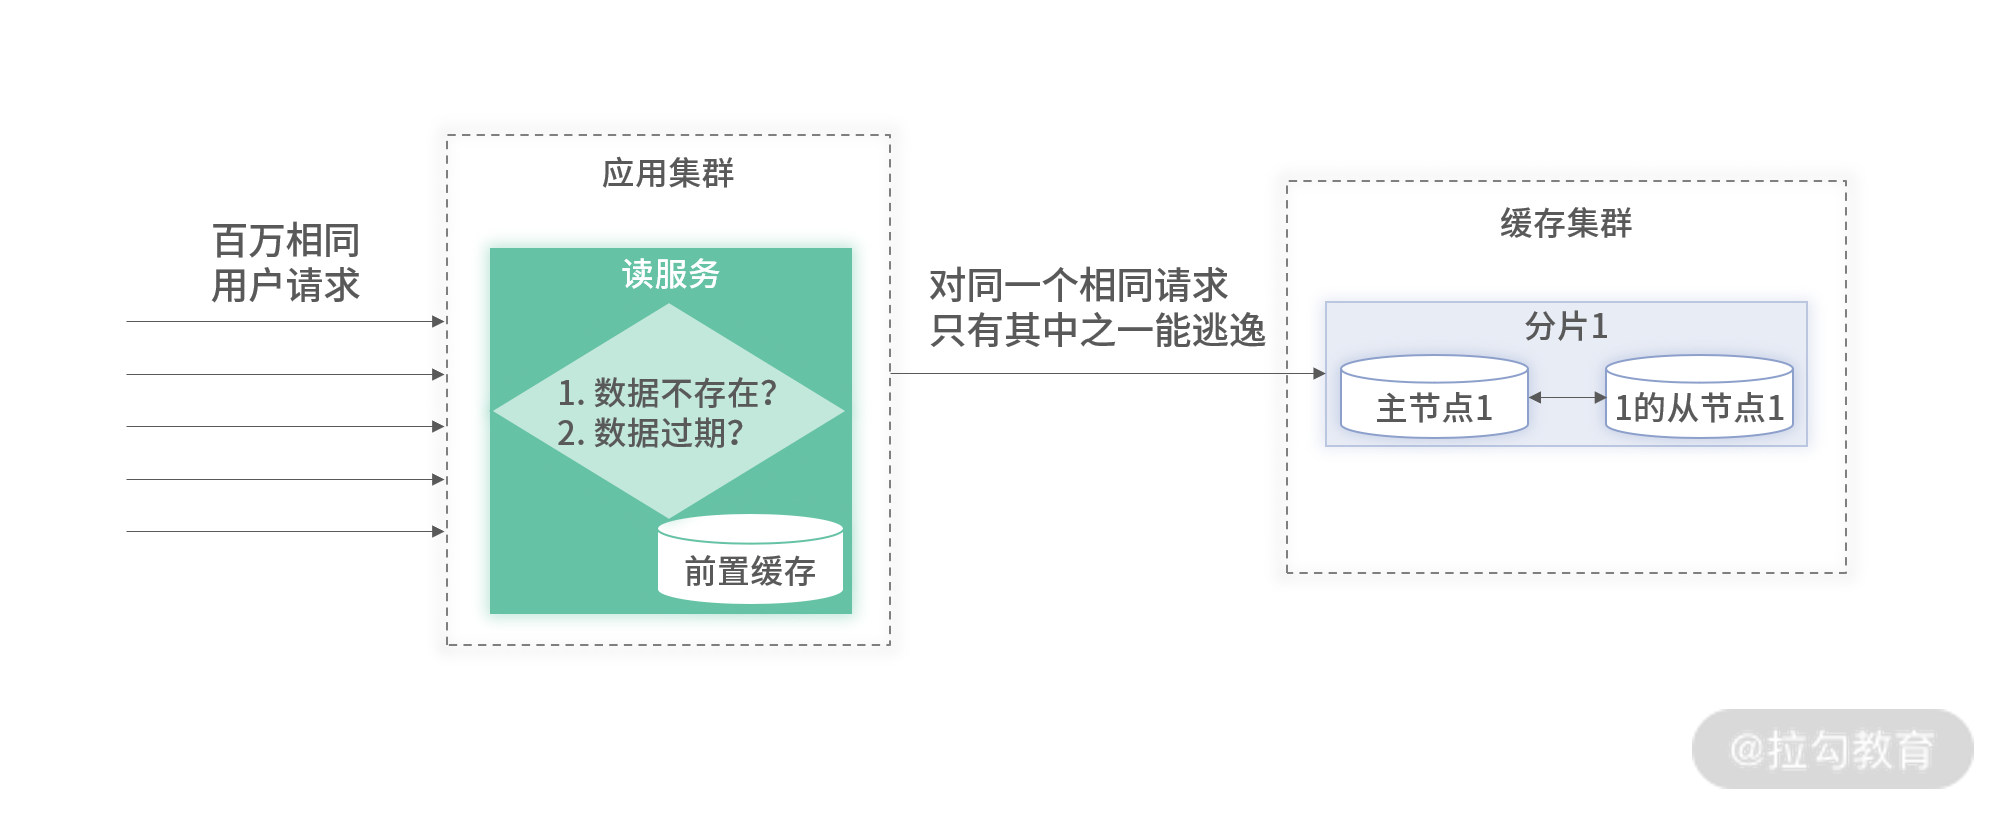 应用集群
百万相同
用户请求
读服务
1. 数据不存在？
2. 数据过期？
前置缓存
对同一个相同请求
只有其中之一能逃逸
缓存集群
分片1
主节点1
1的从节点1
@拉勾教育